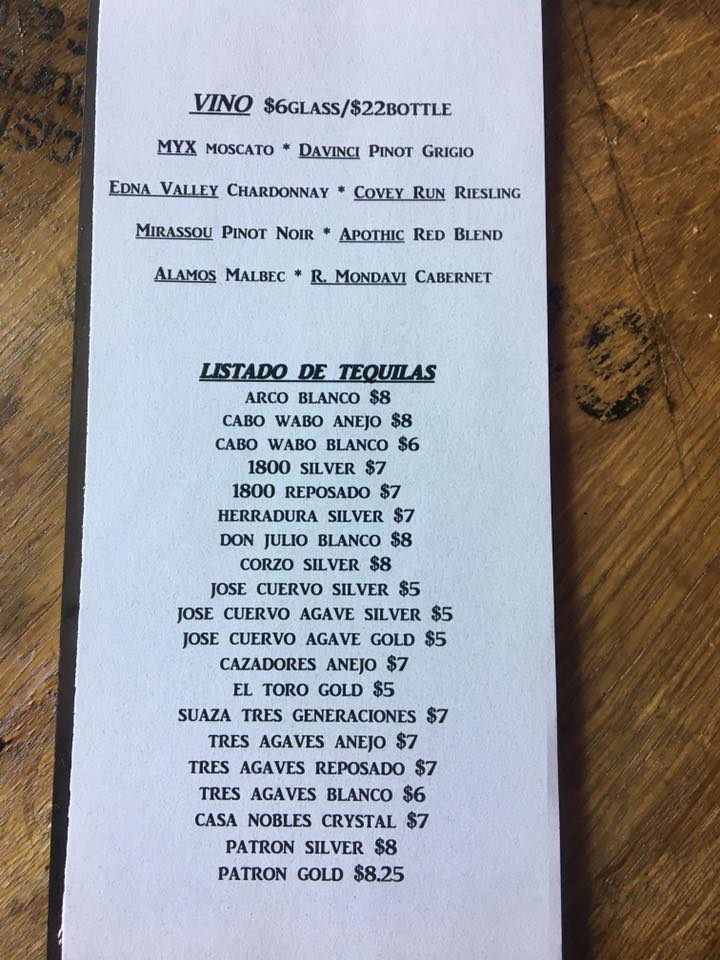 VINO $6GLASS/$22BOTTLE
MYX MOSCATO * DAVINCI PINOT GRIGIO
EDNA VALLEY CHARDONNAY * COVEY RUN RIESLING
MIRASSOU PINOT NOIR * APOTHIC RED BLEND
ALAMOS MALBEC * R. MONDAVI CABERNET
LISTADO DE TEQUILAS
ARCO BLANCO $8
CABO WABO ANEJO $8
CABO WABO BLANCO $6
1800 SILVER $7
1800 REPOSADO $7
HERRADURA SILVER $7
DON JULIO BLANCO $8
CORZO SILVER $8
JOSE CUERVO SILVER $5
JOSE CUERVO AGAVE SILVER $5
JOSE CUERVO AGAVE GOLD $5
CAZADORES ANEJO $7
EL TORO GOLD $5
SUAZA TRES GENERACIONES $7
TRES AGAVES ANEJO $7
TRES AGAVES REPOSADO $7
TRES AGAVES BLANCO $6
CASA NOBLES CRYSTAL $7
PATRON SILVER $8
PATRON GOLD $8.25